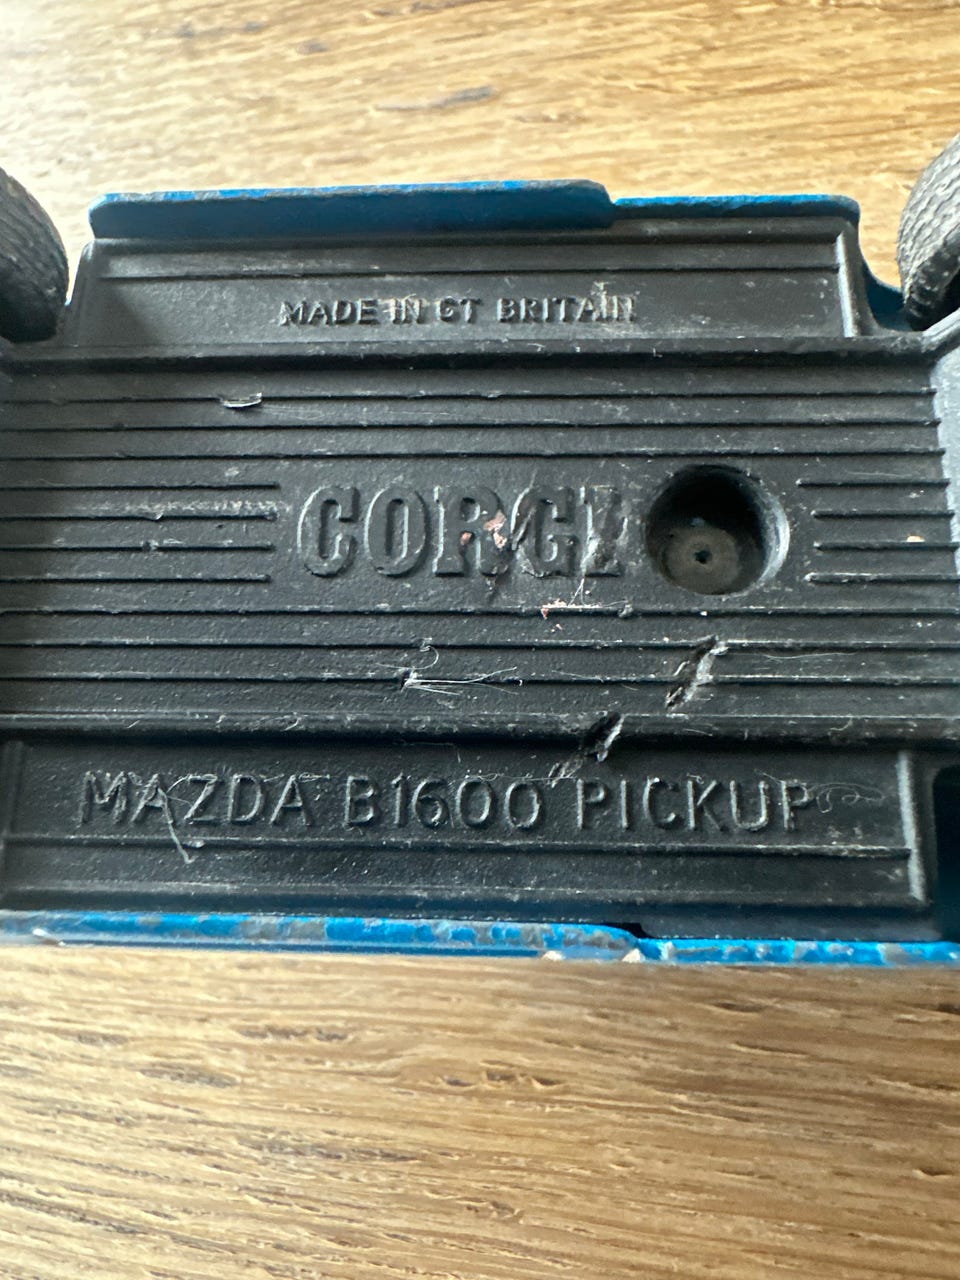 MADE IN GT BRITAIN
CORGI
MAZDA B1600 PICKUP